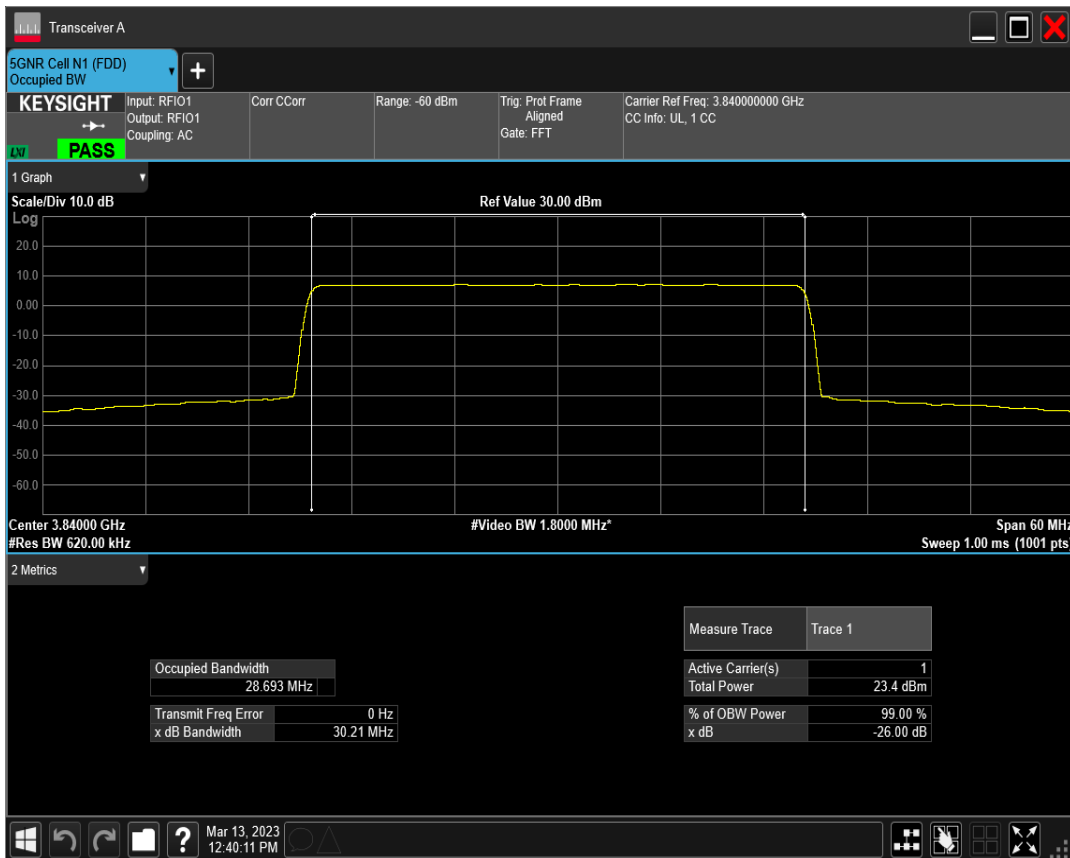 Transceiver A
5GNR Cell N1 (FDD)
Occupied BW
KEYSIGHT
LXI
PASS
Input: RFIO1
Output: RFIO1
Coupling: AC
Corr CCorr
Range: -60 dBm
Trig: Prot Frame
Aligned
Gate: FFT
Carrier Ref Freq: 3.840000000 GHz
CC Info: UL, 1 CC
1 Graph
Scale/Div 10.0 dB
Ref Value 30.00 dBm
Log
20.0
10.0
0.00
-10.0
-20.0
-30.0
-40.0
-50.0
-60.0
Center 3.84000 GHz
#Video BW 1.8000 MHz*
Span 60 MHz
#Res BW 620.00 kHz
Sweep 1.00 ms (1001 pts)
2 Metrics
Measure Trace Trace 1
Occupied Bandwidth
28.693 MHz
Active Carrier(s) 1
Total Power 23.4 dBm
Transmit Freq Error 0 Hz
x dB Bandwidth 30.21 MHz
% of OBW Power 99.00 %
x dB -26.00 dB
?
Mar 13, 2023
12:40:11 PM